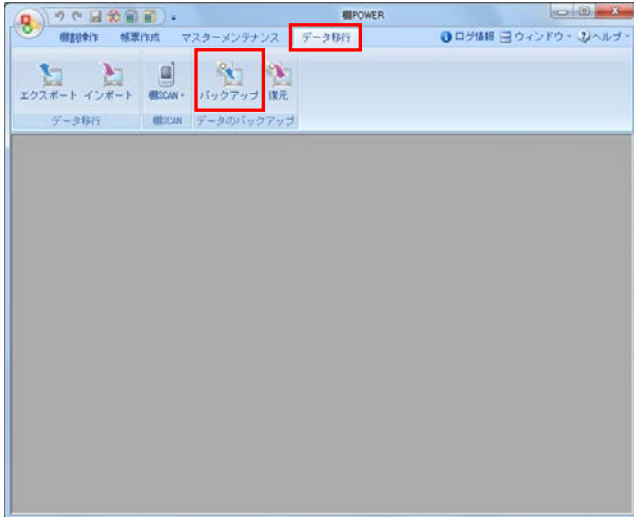 棚POWER
棚割操作 帳票作成 マスターメンテナンス データ移行 ログ情報 ウィンドウ ヘルプ
エクスポート インポート 棚SCAN バックアップ 復元
データ移行 棚SCAN データのバックアップ